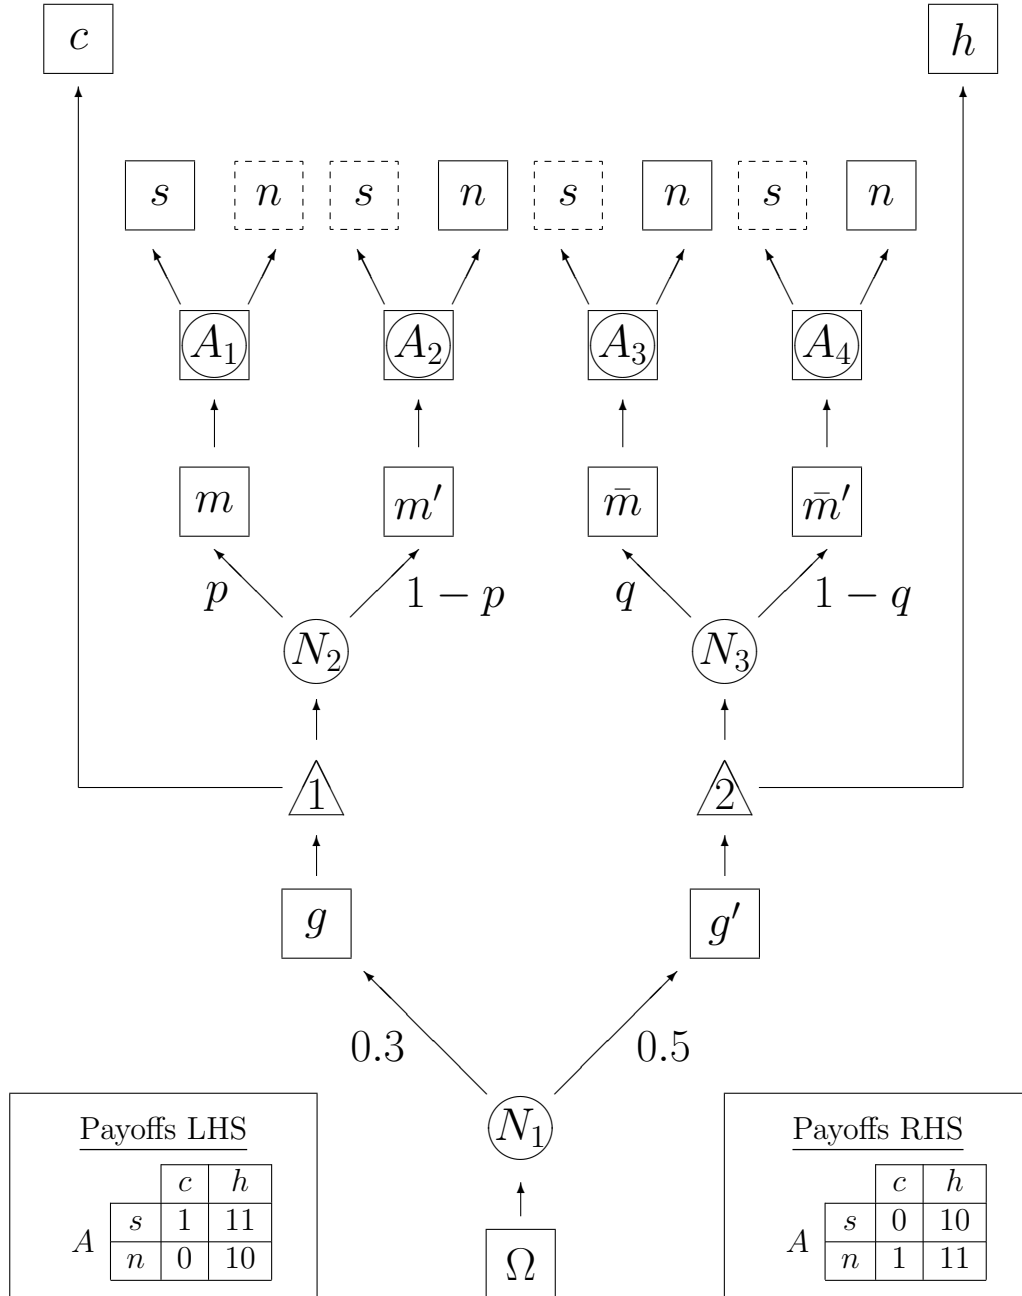 c h
s n s n s n s n
A₁ A₂ A₃ A₄
m m′ m̄ m̄′
p 1 − p q 1 − q
N₂ N₃
1 2
g g′
0.3 0.5
N₁
Ω
Payoffs LHS
c h
A
s 1 11
n 0 10
Payoffs RHS
c h
A
s 0 10
n 1 11